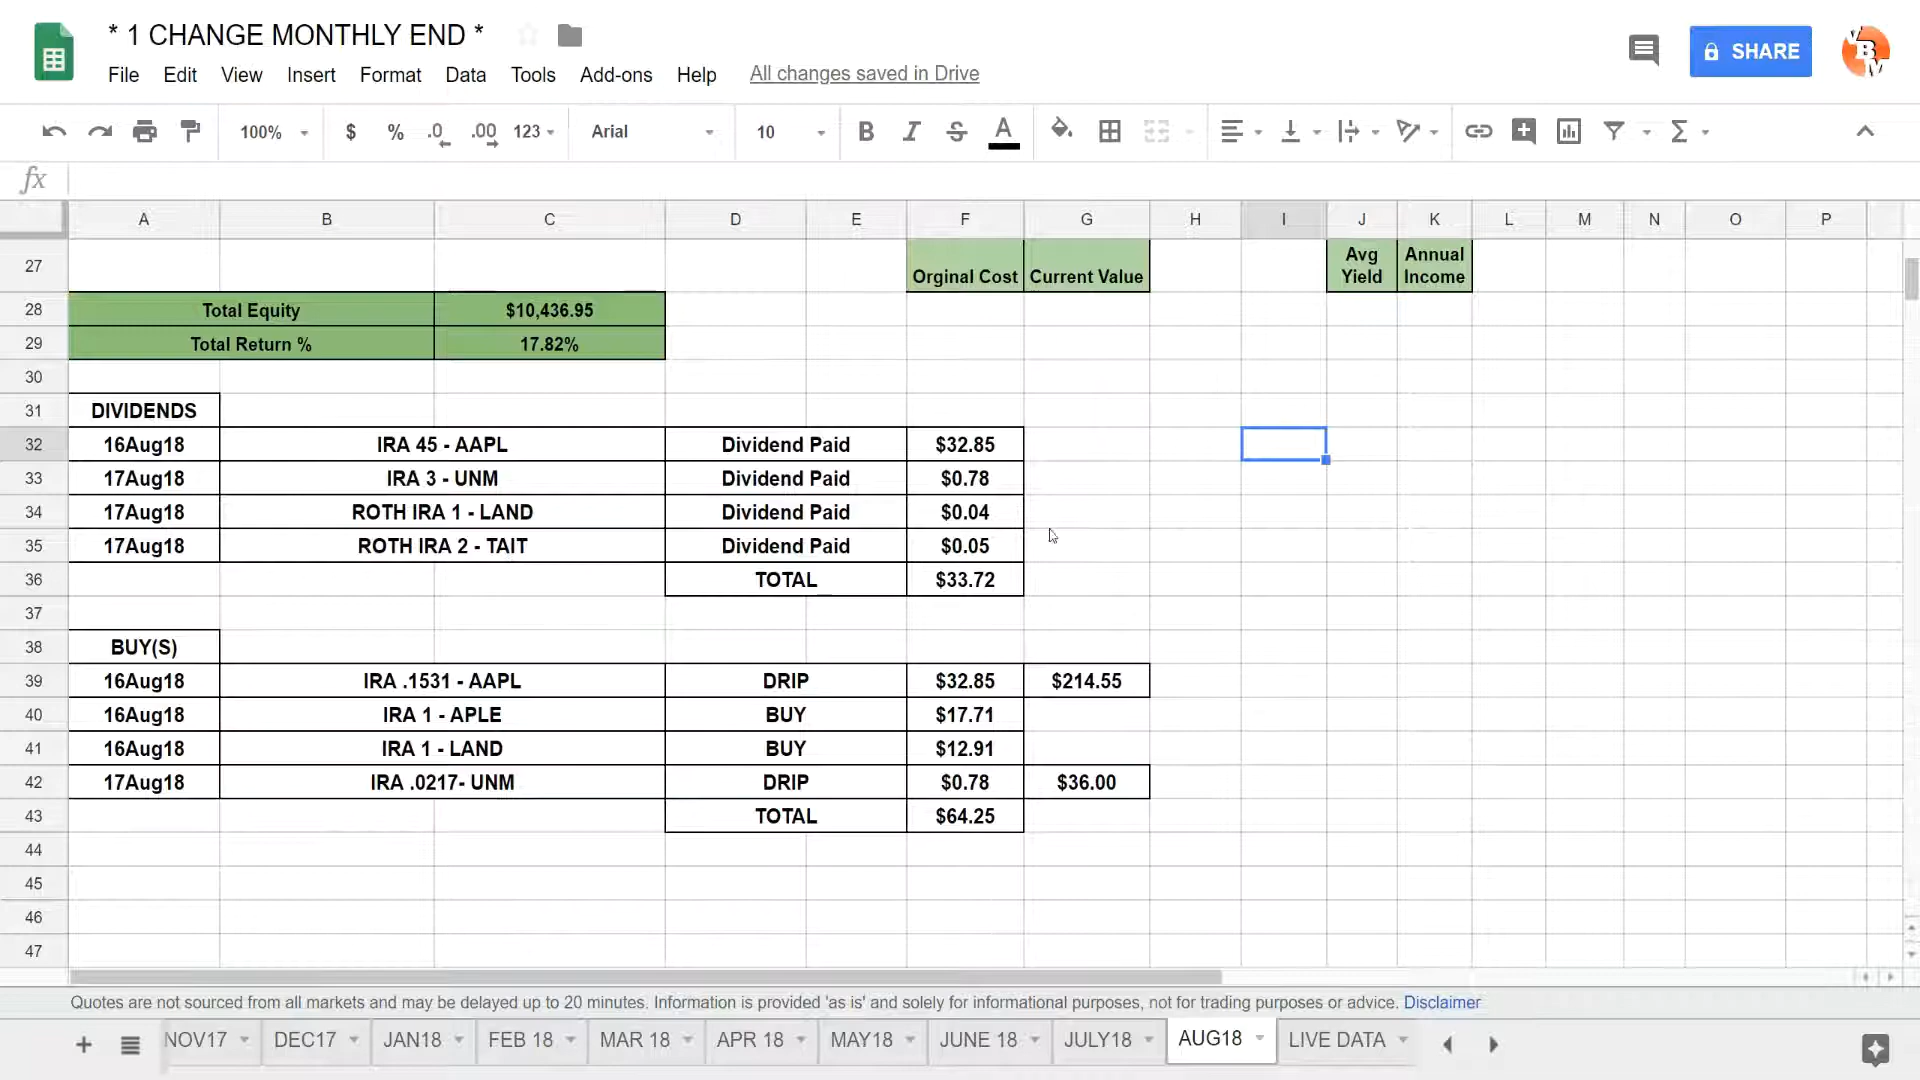 * 1 CHANGE MONTHLY END *
File Edit View Insert Format Data Tools Add-ons Help All changes saved in Drive
SHARE
VBM
100% $ % .0 .00 123 Arial 10 B I S A Σ
fx
A B C D E F G H I J K L M N O P
27 Orginal Cost Current Value Avg Yield Annual Income
28 Total Equity $10,436.95
29 Total Return % 17.82%
30
31 DIVIDENDS
32 16Aug18 IRA 45 - AAPL Dividend Paid $32.85
33 17Aug18 IRA 3 - UNM Dividend Paid $0.78
34 17Aug18 ROTH IRA 1 - LAND Dividend Paid $0.04
35 17Aug18 ROTH IRA 2 - TAIT Dividend Paid $0.05
36 TOTAL $33.72
37
38 BUY(S)
39 16Aug18 IRA .1531 - AAPL DRIP $32.85 $214.55
40 16Aug18 IRA 1 - APLE BUY $17.71
41 16Aug18 IRA 1 - LAND BUY $12.91
42 17Aug18 IRA .0217- UNM DRIP $0.78 $36.00
43 TOTAL $64.25
44
45
46
47
Quotes are not sourced from all markets and may be delayed up to 20 minutes. Information is provided 'as is' and solely for informational purposes, not for trading purposes or advice. Disclaimer
+ NOV17 DEC17 JAN18 FEB 18 MAR 18 APR 18 MAY18 JUNE 18 JULY18 AUG18 LIVE DATA